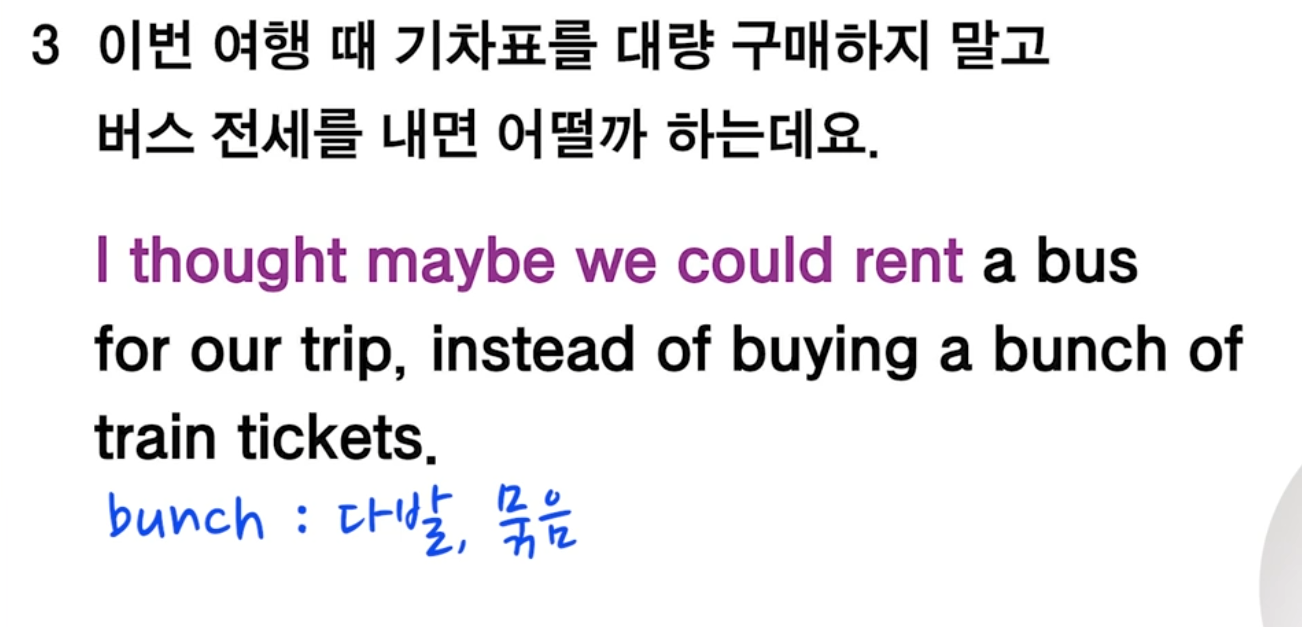 3 이번 여행 때 기차표를 대량 구매하지 말고
버스 전세를 내면 어떨까 하는데요.
I thought maybe we could rent a bus
for our trip, instead of buying a bunch of
train tickets.
bunch : 다발, 묶음